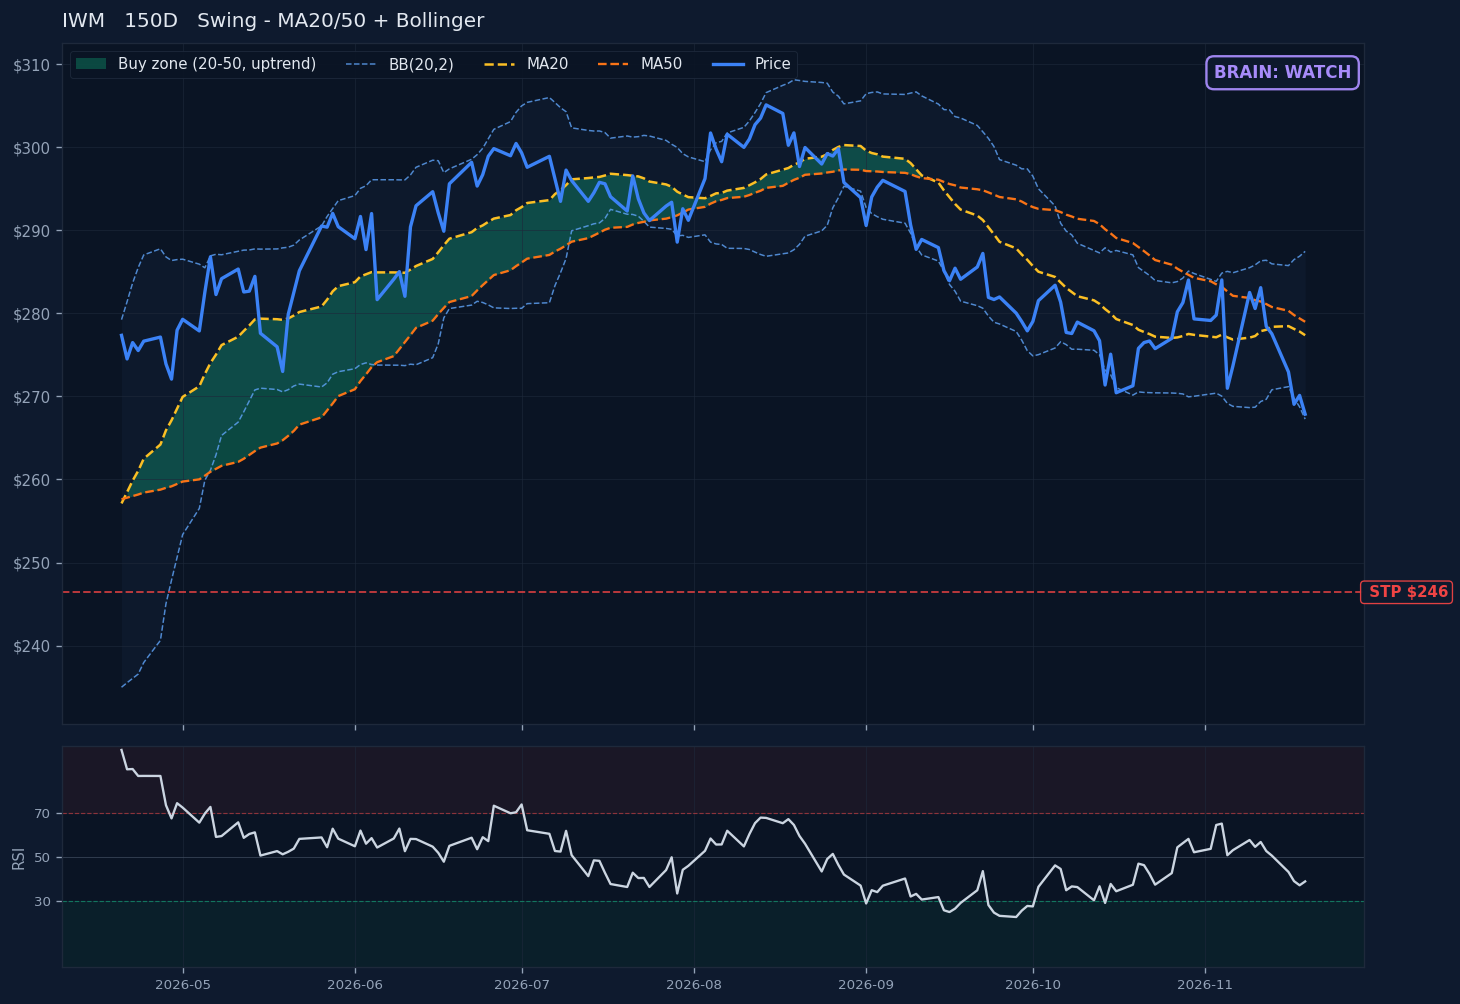 IWM 150D Swing - MA20/50 + Bollinger
Buy zone (20-50, uptrend) BB(20,2) MA20 MA50 Price
BRAIN: WATCH
$310
$300
$290
$280
$270
$260
$250
$240
STP $246
RSI
70
50
30
2026-05 2026-06 2026-07 2026-08 2026-09 2026-10 2026-11